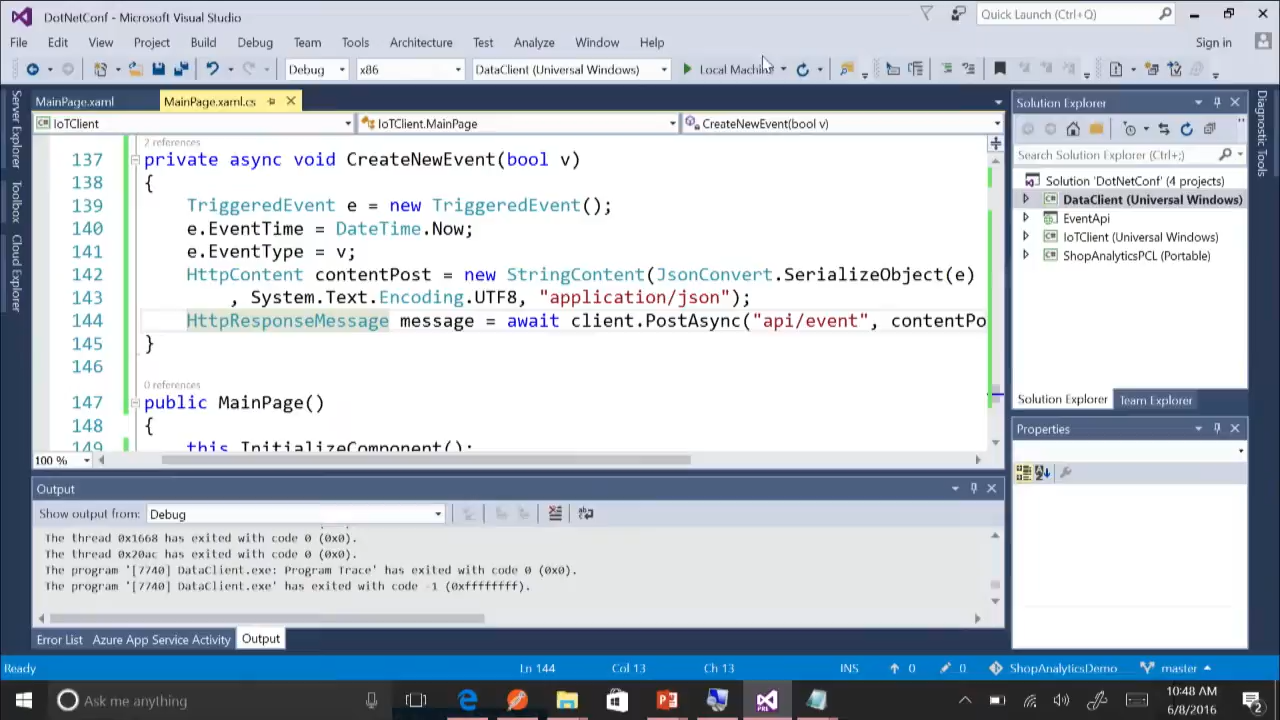 DotNetConf - Microsoft Visual Studio
Quick Launch (Ctrl+Q)
File Edit View Project Build Debug Team Tools Architecture Test Analyze Window Help
Sign in
Debug x86 DataClient (Universal Windows) Local Machine
Server Explorer
Toolbox
Cloud Explorer
MainPage.xaml MainPage.xaml.cs
IoTClient IoTClient.MainPage CreateNewEvent(bool v)
2 references
137 private async void CreateNewEvent(bool v)
138 {
139 TriggeredEvent e = new TriggeredEvent();
140 e.EventTime = DateTime.Now;
141 e.EventType = v;
142 HttpContent contentPost = new StringContent(JsonConvert.SerializeObject(e)
143 , System.Text.Encoding.UTF8, "application/json");
144 HttpResponseMessage message = await client.PostAsync("api/event", contentPo
145 }
146
0 references
147 public MainPage()
148 {
149 this.InitializeComponent();
100 %
Solution Explorer
Search Solution Explorer (Ctrl+;)
Solution 'DotNetConf' (4 projects)
DataClient (Universal Windows)
EventApi
IoTClient (Universal Windows)
ShopAnalyticsPCL (Portable)
Solution Explorer Team Explorer
Properties
Diagnostic Tools
Output
Show output from: Debug
The thread 0x1668 has exited with code 0 (0x0).
The thread 0x20ac has exited with code 0 (0x0).
The program '[7740] DataClient.exe: Program Trace' has exited with code 0 (0x0).
The program '[7740] DataClient.exe' has exited with code -1 (0xffffffff).
Error List Azure App Service Activity Output
Ready Ln 144 Col 13 Ch 13 INS 0 0 ShopAnalyticsDemo master
Ask me anything
10:48 AM
6/8/2016
2